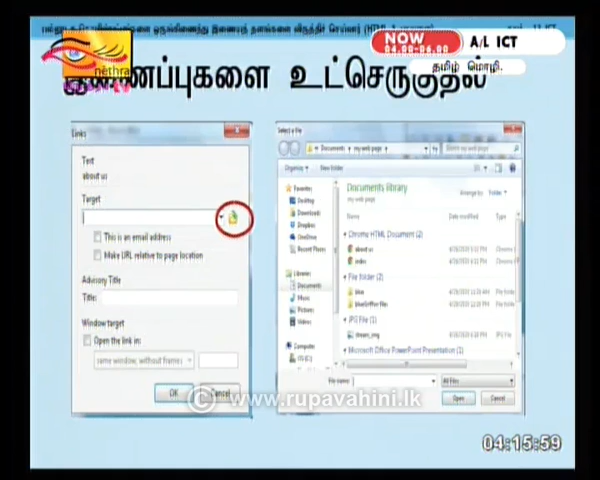 NOW
04.00-06.00
A/L ICT
தமிழ் மொழி.
nethra
இணைப்புகளை உட்செருகுதல்
Links
Text
about us
Target
This is an email address
Make URL relative to page location
Advisory Title
Title:
Window target
Open the link in:
same window, without frames
OK
Cancel
Select a file
Documents
my web page
Organize
New folder
Favorites
Desktop
Downloads
Dropbox
OneDrive
Recent Places
Libraries
Documents
Music
Pictures
Videos
Computer
Documents library
my web page
Arrange by:
Folder
Name
Date modified
Type
Chrome HTML Document (2)
about us
index
File folder (2)
blue
JPG File (1)
Microsoft Office PowerPoint Presentation (1)
File name:
All Files
Open
Cancel
© www.rupavahini.lk
04:15:59